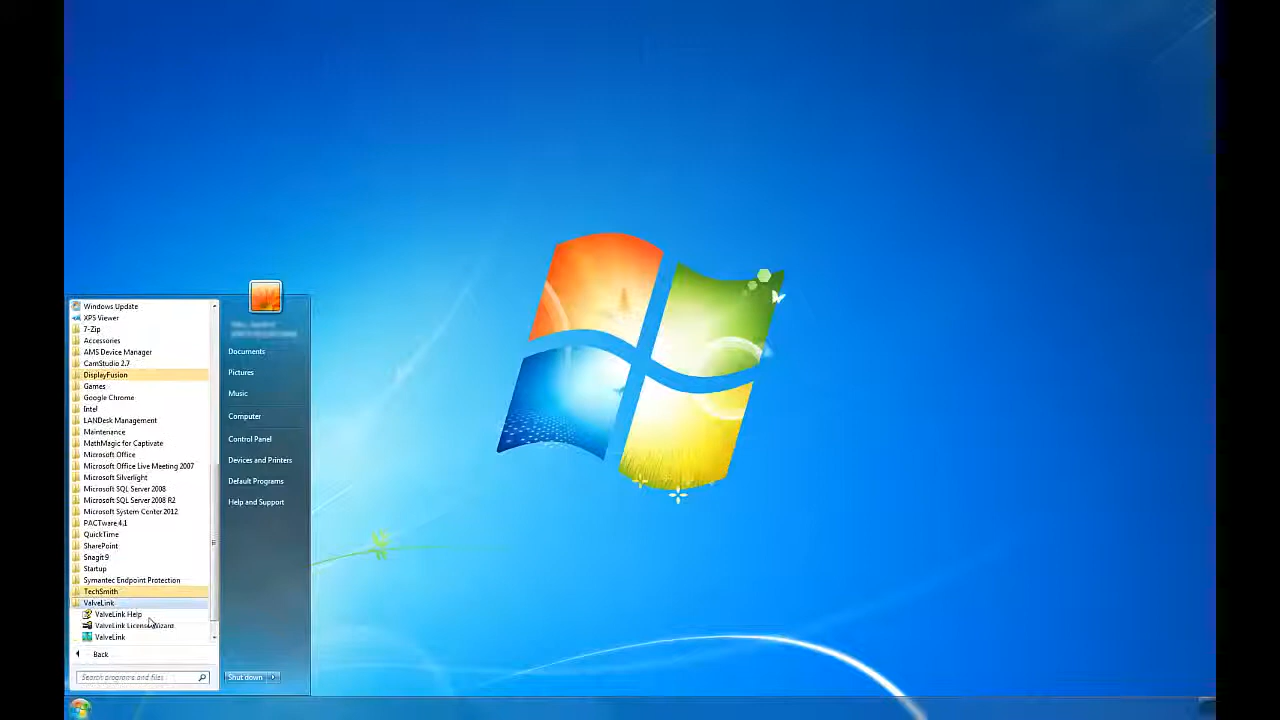 Windows Update
XPS Viewer
7-Zip
Accessories
AMS Device Manager
CamStudio 2.7
DisplayFusion
Games
Google Chrome
Intel
LANDesk Management
Maintenance
MathMagic for Captivate
Microsoft Office
Microsoft Office Live Meeting 2007
Microsoft Silverlight
Microsoft SQL Server 2008
Microsoft SQL Server 2008 R2
Microsoft System Center 2012
PACTware 4.1
QuickTime
SharePoint
Snagit 9
Startup
Symantec Endpoint Protection
TechSmith
ValveLink
ValveLink Help
ValveLink License Wizard
ValveLink
Back
Search programs and files
Documents
Pictures
Music
Computer
Control Panel
Devices and Printers
Default Programs
Help and Support
Shut down